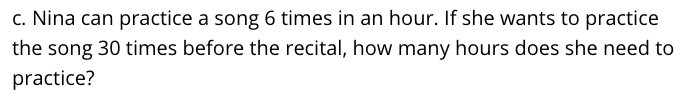 c. Nina can practice a song 6 times in an hour. If she wants to practice
the song 30 times before the recital, how many hours does she need to
practice?